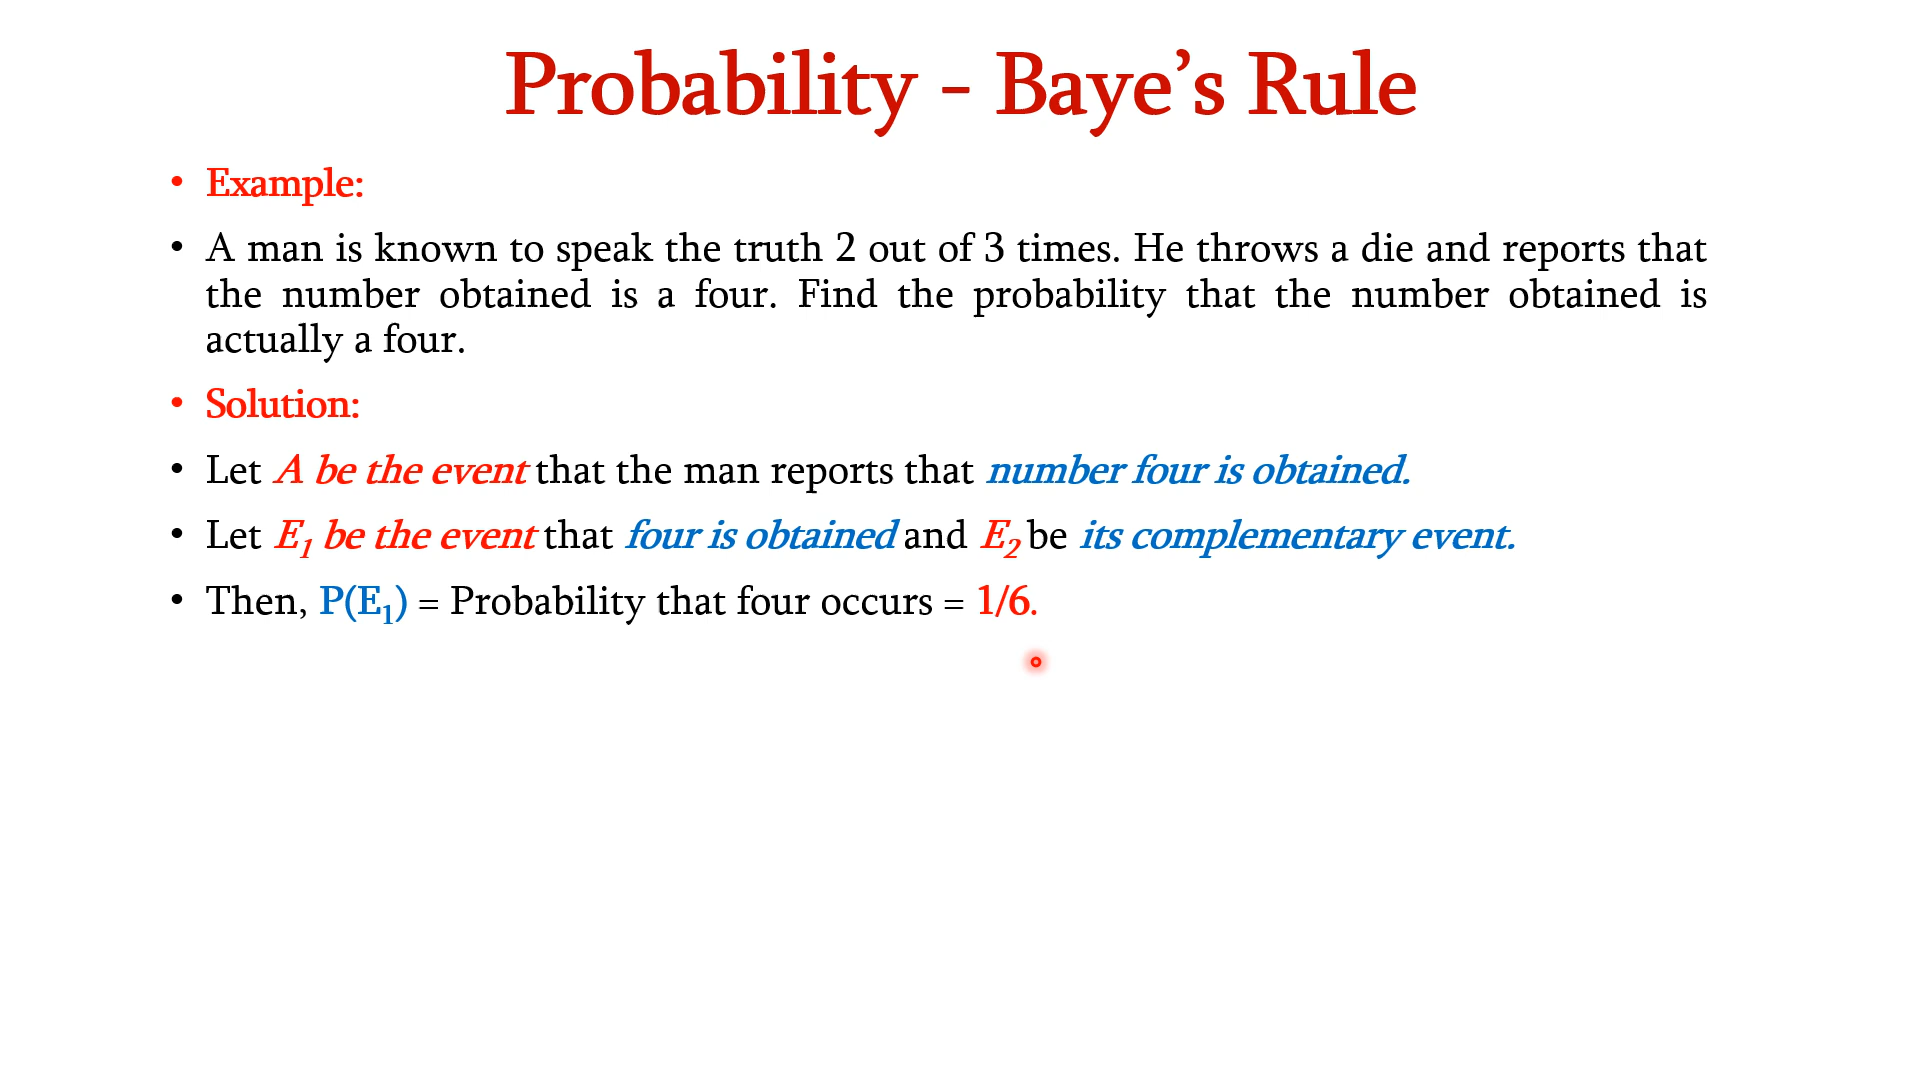 Probability - Baye’s Rule
• Example:
• A man is known to speak the truth 2 out of 3 times. He throws a die and reports that
the number obtained is a four. Find the probability that the number obtained is
actually a four.
• Solution:
• Let A be the event that the man reports that number four is obtained.
• Let E₁ be the event that four is obtained and E₂ be its complementary event.
• Then, P(E₁) = Probability that four occurs = 1/6.